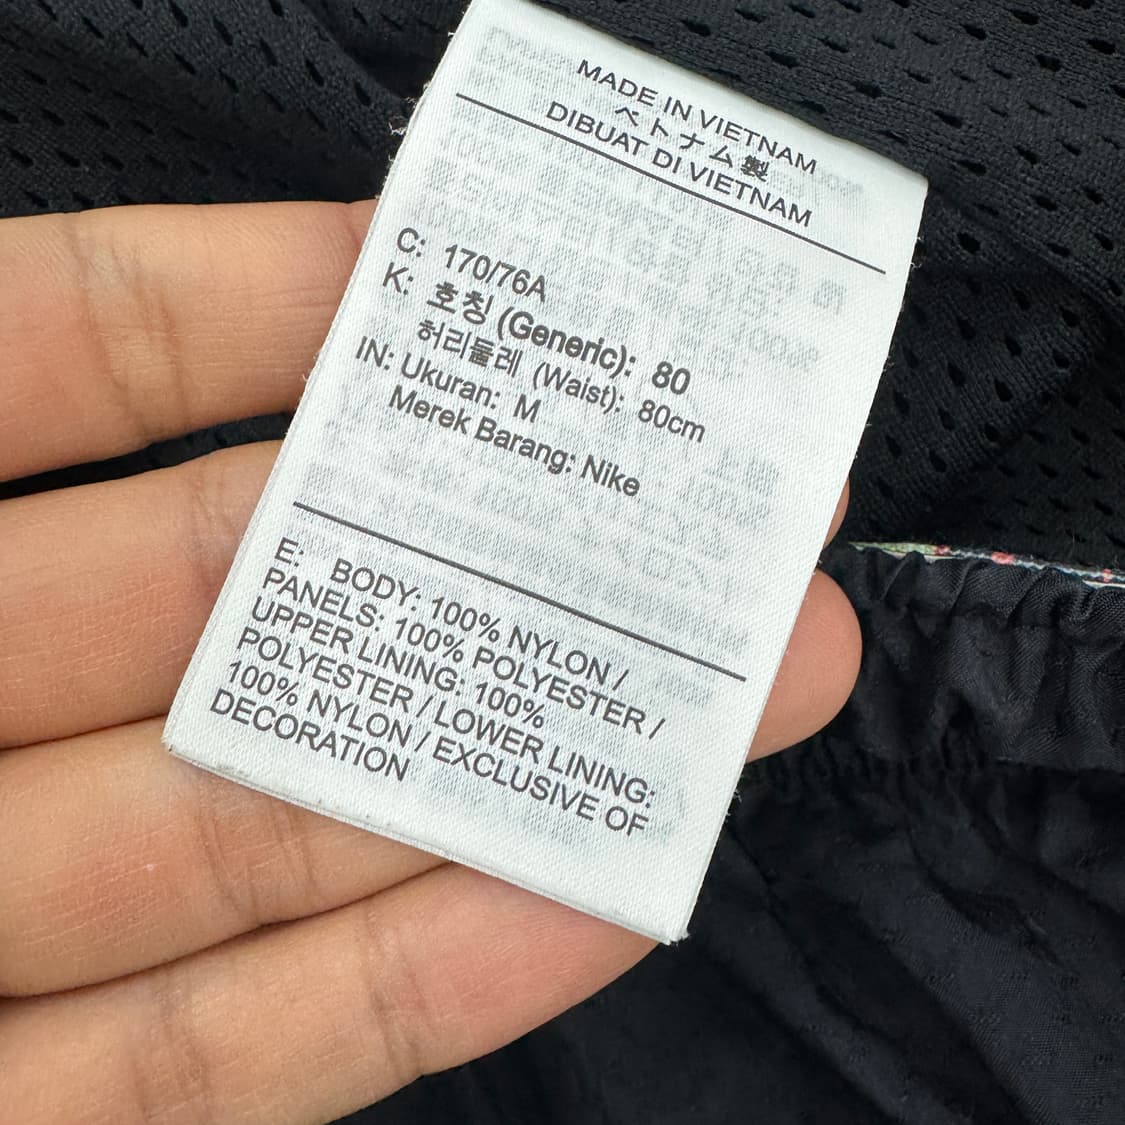 MADE IN VIETNAM
ベトナム製
DIBUAT DI VIETNAM
C: 170/76A
K: 호칭 (Generic): 80
허리둘레 (Waist): 80cm
IN: Ukuran: M
Merek Barang: Nike
E: BODY: 100% NYLON /
PANELS: 100% POLYESTER /
UPPER LINING: 100%
POLYESTER / LOWER LINING:
100% NYLON / EXCLUSIVE OF
DECORATION